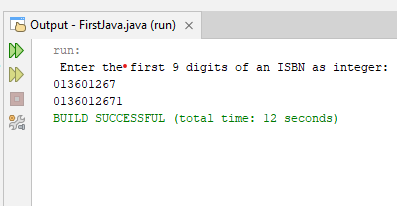 Output - FirstJava.java (run)
run:
Enter the first 9 digits of an ISBN as integer:
013601267
0136012671
BUILD SUCCESSFUL (total time: 12 seconds)